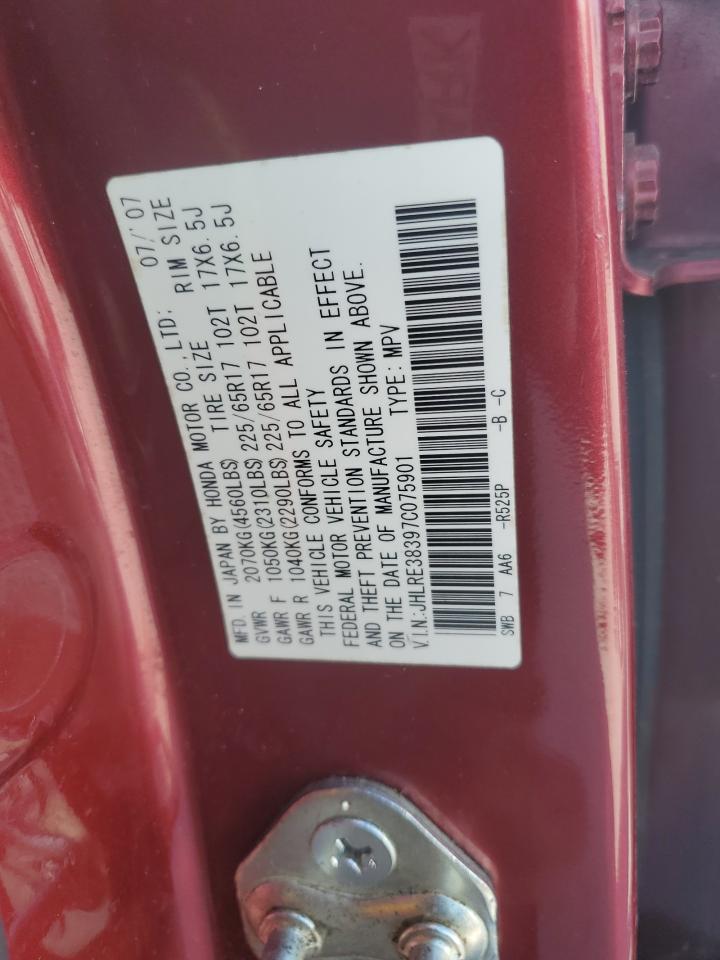 MFD. IN JAPAN BY HONDA MOTOR CO., LTD: 07/'07
GVWR 2070KG(4560LBS) TIRE SIZE RIM SIZE
GAWR F 1050KG(2310LBS) 225/65R17 102T 17X6.5J
GAWR R 1040KG(2290LBS) 225/65R17 102T 17X6.5J
THIS VEHICLE CONFORMS TO ALL APPLICABLE
FEDERAL MOTOR VEHICLE SAFETY
AND THEFT PREVENTION STANDARDS IN EFFECT
ON THE DATE OF MANUFACTURE SHOWN ABOVE.
V.I.N.:JHLRE38397C075901 TYPE: MPV
SWB 7 AA6 -R525P -B -C